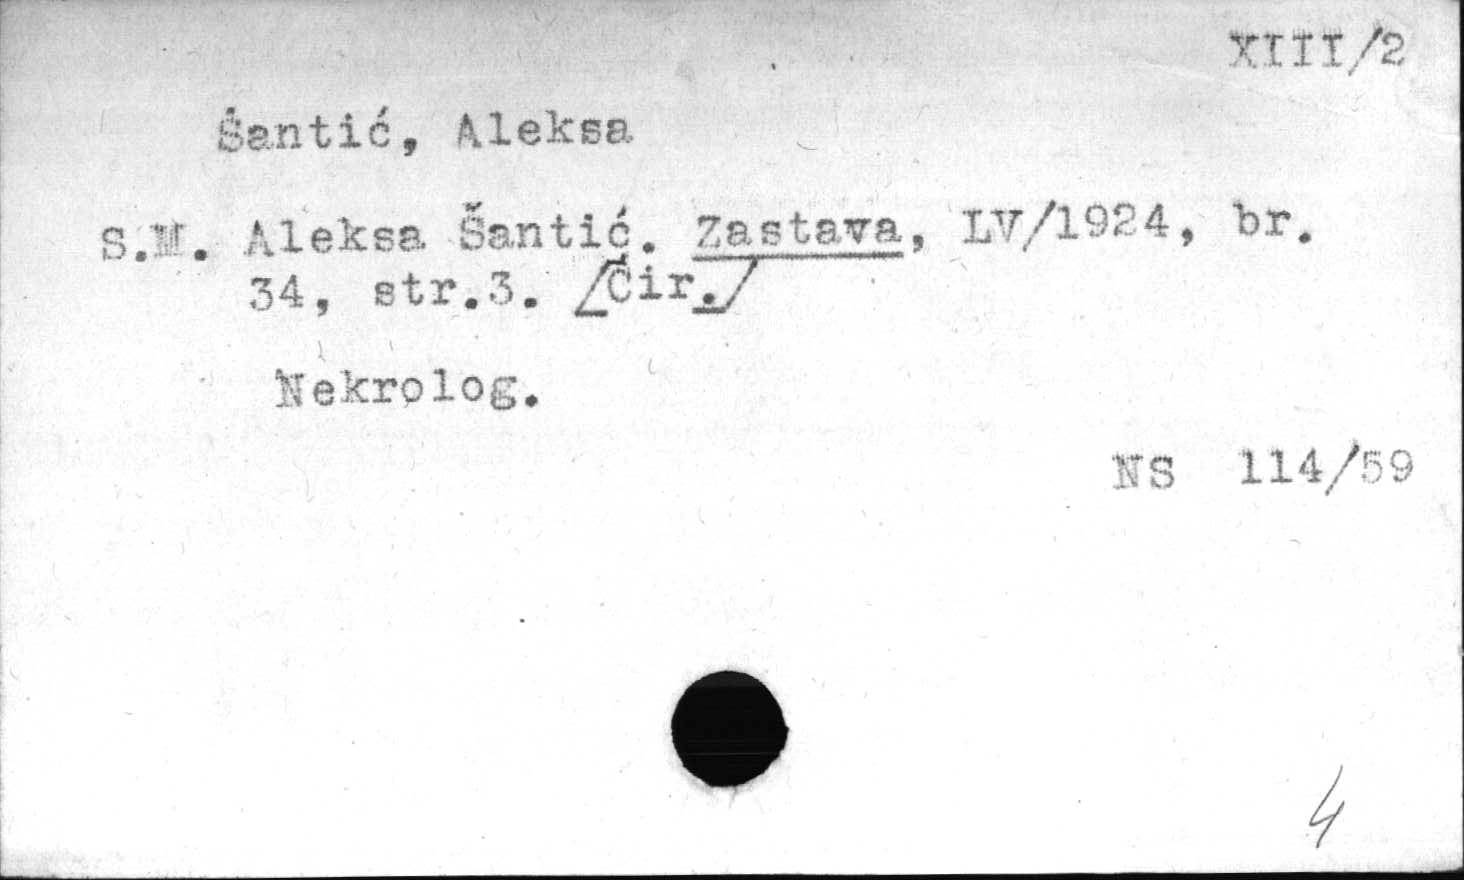 XIII/2
Šantić, Aleksa
S.M. Aleksa Šantić. Zastava, LV/1924, br.
34, str.3. /Ćir./
Nekrolog.
NS 114/59
4